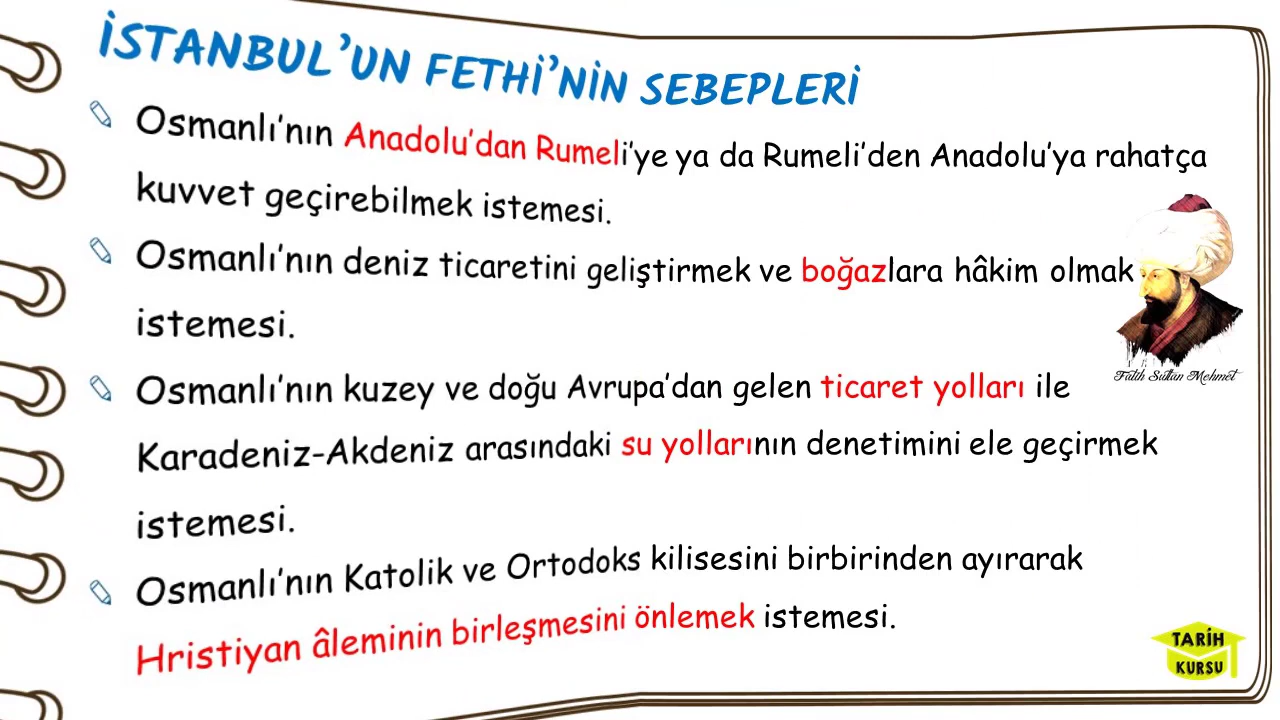 İSTANBUL’UN FETHİ’NİN SEBEPLERİ
Osmanlı’nın Anadolu’dan Rumeli’ye ya da Rumeli’den Anadolu’ya rahatça
kuvvet geçirebilmek istemesi.
Osmanlı’nın deniz ticaretini geliştirmek ve boğazlara hâkim olmak
istemesi.
Osmanlı’nın kuzey ve doğu Avrupa’dan gelen ticaret yolları ile
Karadeniz-Akdeniz arasındaki su yollarının denetimini ele geçirmek
istemesi.
Osmanlı’nın Katolik ve Ortodoks kilisesini birbirinden ayırarak
Hristiyan âleminin birleşmesini önlemek istemesi.
Fatih Sultan Mehmet
TARİH
KURSU